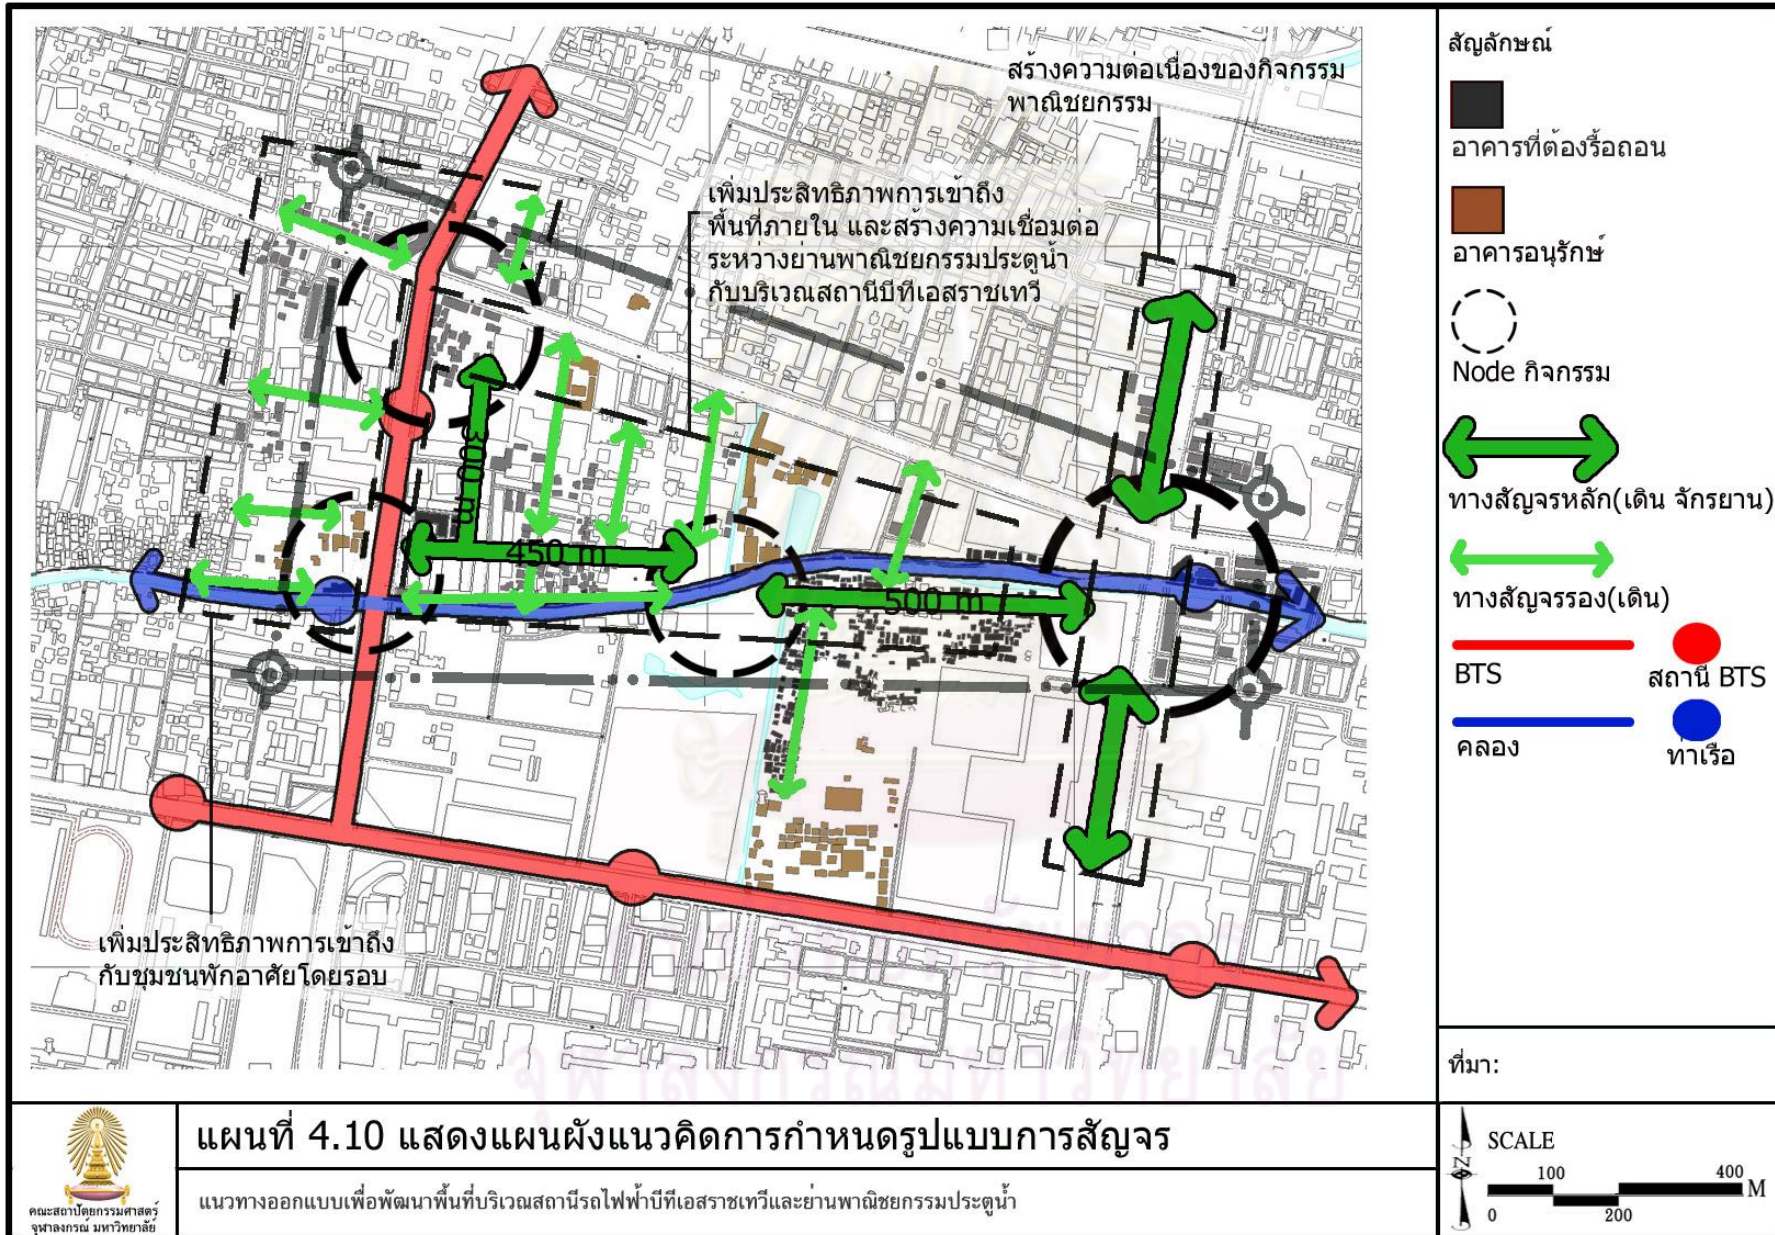 สร้างความต่อเนื่องของกิจกรรม
พาณิชยกรรม
เพิ่มประสิทธิภาพการเข้าถึง
พื้นที่ภายใน และสร้างความเชื่อมต่อ
ระหว่างย่านพาณิชยกรรมประตูน้ำ
กับบริเวณสถานีบีทีเอสราชเทวี
300 m
450 m
500 m
เพิ่มประสิทธิภาพการเข้าถึง
กับชุมชนพักอาศัยโดยรอบ
จุฬาลงกรณ์มหาวิทยาลัย
สัญลักษณ์
อาคารที่ต้องรื้อถอน
อาคารอนุรักษ์
Node กิจกรรม
ทางสัญจรหลัก(เดิน จักรยาน)
ทางสัญจรรอง(เดิน)
BTS
สถานี BTS
คลอง
ท่าเรือ
ที่มา:
คณะสถาปัตยกรรมศาสตร์
จุฬาลงกรณ์ มหาวิทยาลัย
แผนที่ 4.10 แสดงแผนผังแนวคิดการกำหนดรูปแบบการสัญจร
แนวทางออกแบบเพื่อพัฒนาพื้นที่บริเวณสถานีรถไฟฟ้าบีทีเอสราชเทวีและย่านพาณิชยกรรมประตูน้ำ
N
SCALE
100 400
M
0 200